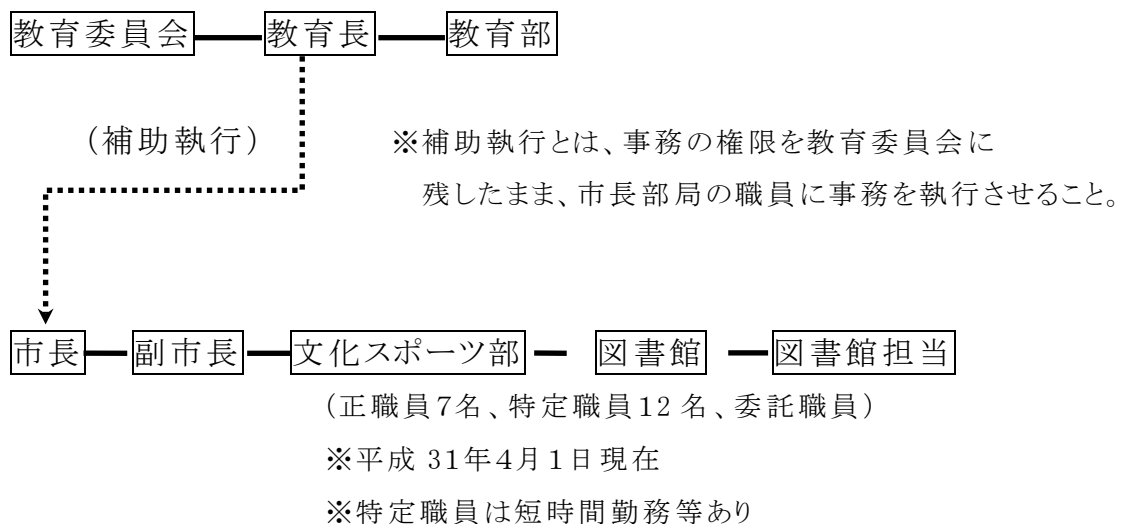 教育委員会 教育長 教育部
(補助執行) ※補助執行とは、事務の権限を教育委員会に
残したまま、市長部局の職員に事務を執行させること。
市長 副市長 文化スポーツ部 図書館 図書館担当
(正職員7名、特定職員12名、委託職員)
※平成31年4月1日現在
※特定職員は短時間勤務等あり